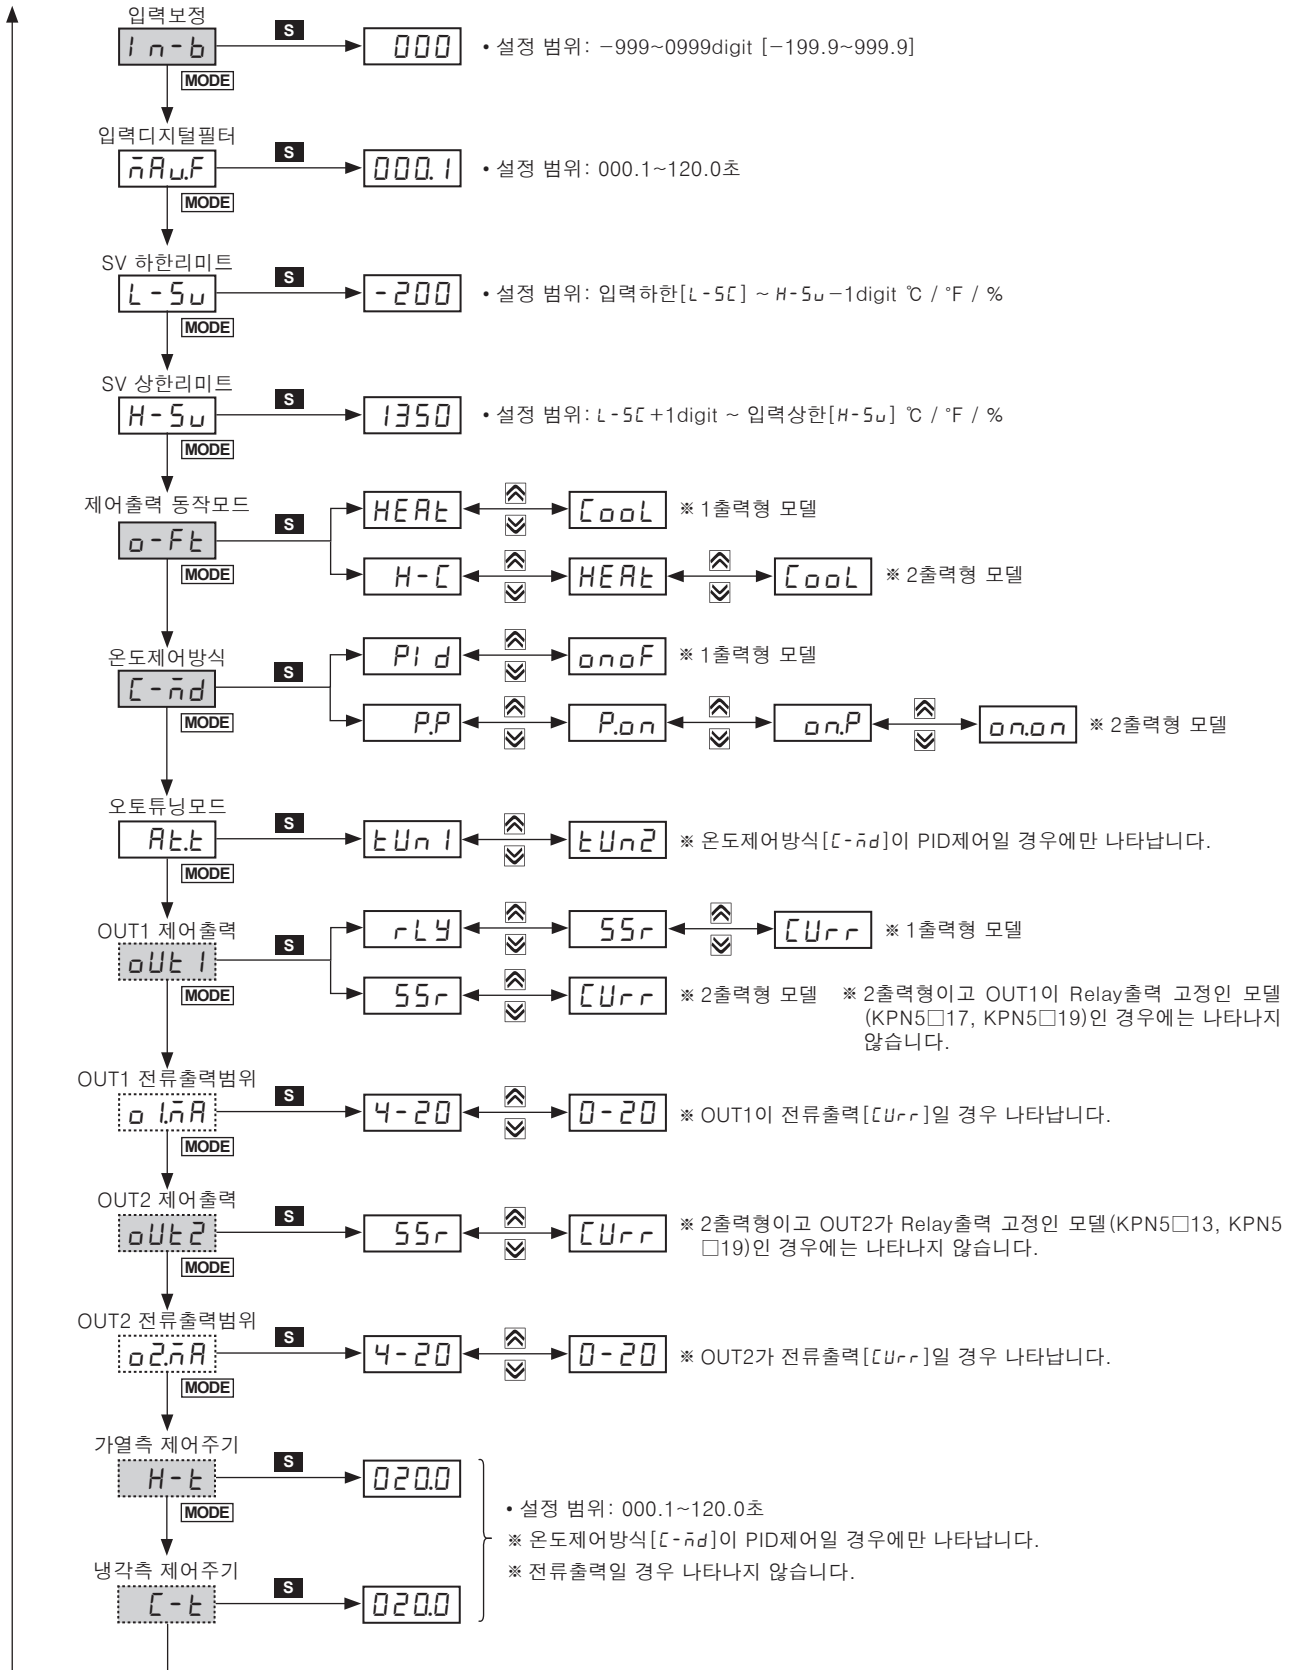 입력보정
In-b S 000 • 설정 범위: -999~0999digit [-199.9~999.9]
MODE
입력디지털필터
mAu.F S 000.1 • 설정 범위: 000.1~120.0초
MODE
SV 하한리미트
L-Su S -200 • 설정 범위: 입력하한[L-SC] ~ H-Su-1digit ℃ / °F / %
MODE
SV 상한리미트
H-Su S 1350 • 설정 범위: L-SC+1digit ~ 입력상한[H-Su] ℃ / °F / %
MODE
제어출력 동작모드
o-Ft S HEAt CooL ※ 1출력형 모델
MODE H-C HEAt CooL ※ 2출력형 모델
온도제어방식
C-md S PId onoF ※ 1출력형 모델
MODE P.P P.on on.P on.on ※ 2출력형 모델
오토튜닝모드
At.t S tUn1 tUn2 ※ 온도제어방식[C-md]이 PID제어일 경우에만 나타납니다.
MODE
OUT1 제어출력
oUt1 S rLy SSr CUrr ※ 1출력형 모델
MODE SSr CUrr ※ 2출력형 모델 ※ 2출력형이고 OUT1이 Relay출력 고정인 모델
(KPN5□17, KPN5□19)인 경우에는 나타나지
않습니다.
OUT1 전류출력범위
o1.mA S 4-20 0-20 ※ OUT1이 전류출력[CUrr]일 경우 나타납니다.
MODE
OUT2 제어출력
oUt2 S SSr CUrr ※ 2출력형이고 OUT2가 Relay출력 고정인 모델(KPN5□13, KPN5
□19)인 경우에는 나타나지 않습니다.
MODE
OUT2 전류출력범위
o2.mA S 4-20 0-20 ※ OUT2가 전류출력[CUrr]일 경우 나타납니다.
MODE
가열측 제어주기
H-t S 020.0
MODE
• 설정 범위: 000.1~120.0초
※ 온도제어방식[C-md]이 PID제어일 경우에만 나타납니다.
※ 전류출력일 경우 나타나지 않습니다.
냉각측 제어주기
C-t S 020.0